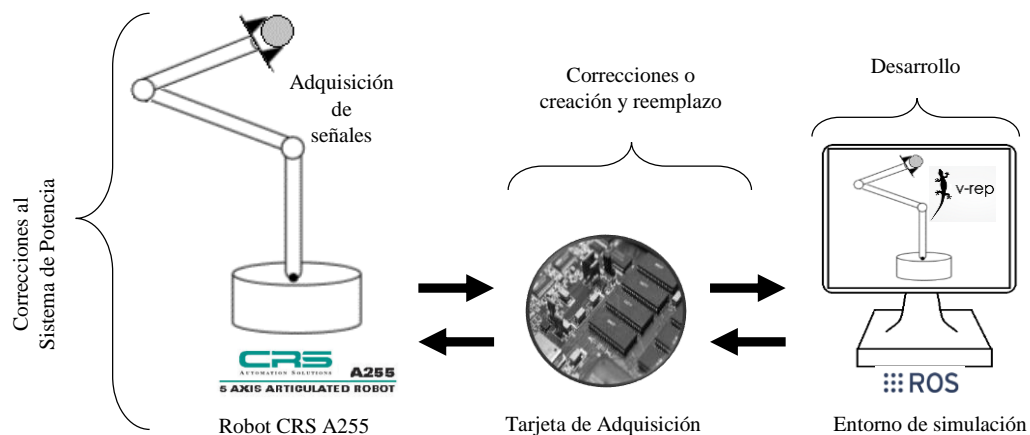 Correcciones al
Sistema de Potencia
Adquisición
de
señales
CRS
AUTOMATION SOLUTIONS
A255
5 AXIS ARTICULATED ROBOT
Robot CRS A255
Correcciones o
creación y reemplazo
Tarjeta de Adquisición
Desarrollo
v-rep
ROS
Entorno de simulación